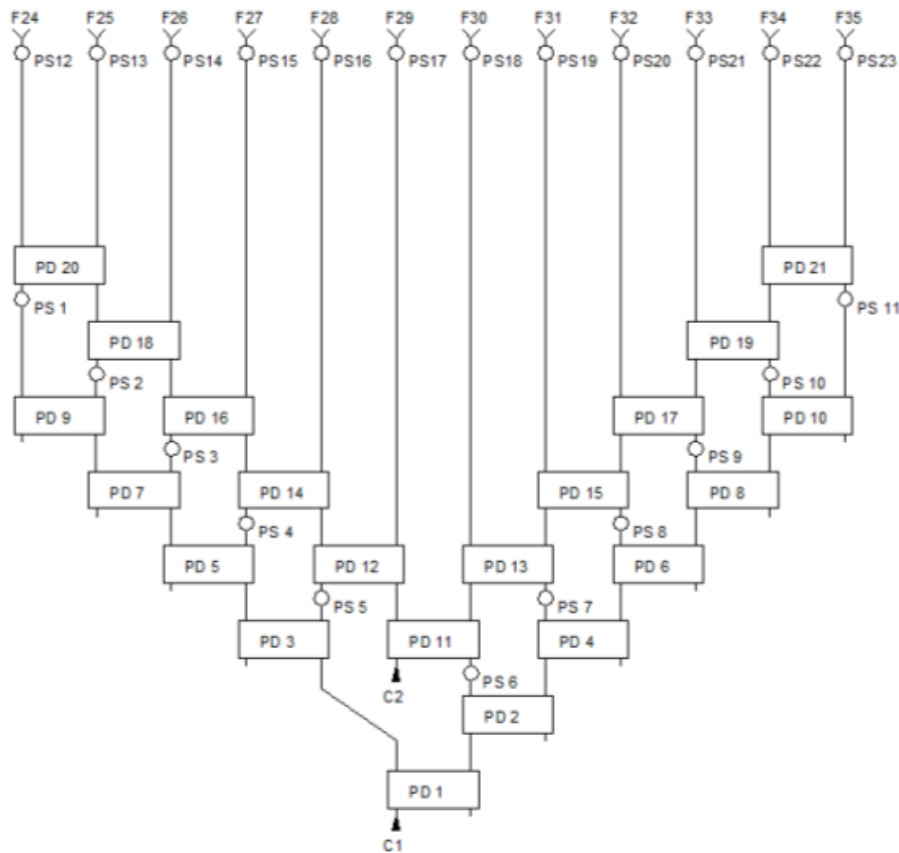 F24 F25 F26 F27 F28 F29 F30 F31 F32 F33 F34 F35
PS12 PS13 PS14 PS15 PS16 PS17 PS18 PS19 PS20 PS21 PS22 PS23
PD 20 PD 21
PS 1 PS 11
PD 18 PD 19
PS 2 PS 10
PD 9 PD 16 PD 17 PD 10
PS 3 PS 9
PD 7 PD 14 PD 15 PD 8
PS 4 PS 8
PD 5 PD 12 PD 13 PD 6
PS 5 PS 7
PD 3 PD 11 PD 4
PS 6
C2
PD 2
PD 1
C1